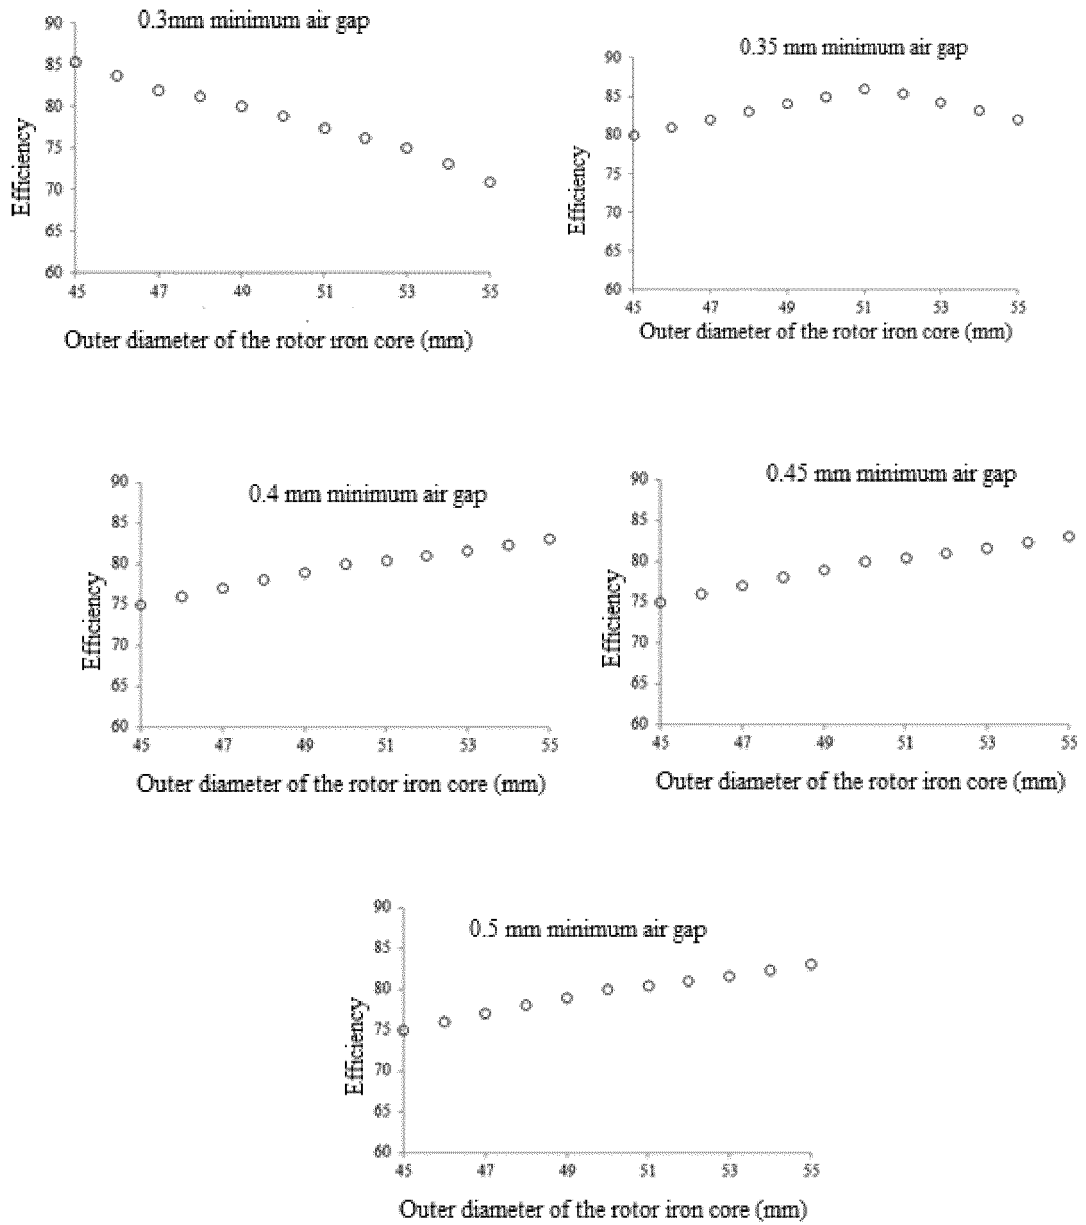 0.3mm minimum air gap
90
85
80
75
70
65
60
Efficiency
45 47 49 51 53 55
Outer diameter of the rotor iron core (mm)
0.35 mm minimum air gap
90
85
80
75
70
65
60
Efficiency
45 47 49 51 53 55
Outer diameter of the rotor iron core (mm)
0.4 mm minimum air gap
90
85
80
75
70
65
60
Efficiency
45 47 49 51 53 55
Outer diameter of the rotor iron core (mm)
0.45 mm minimum air gap
90
85
80
75
70
65
60
Efficiency
45 47 49 51 53 55
Outer diameter of the rotor iron core (mm)
0.5 mm minimum air gap
90
85
80
75
70
65
60
Efficiency
45 47 49 51 53 55
Outer diameter of the rotor iron core (mm)